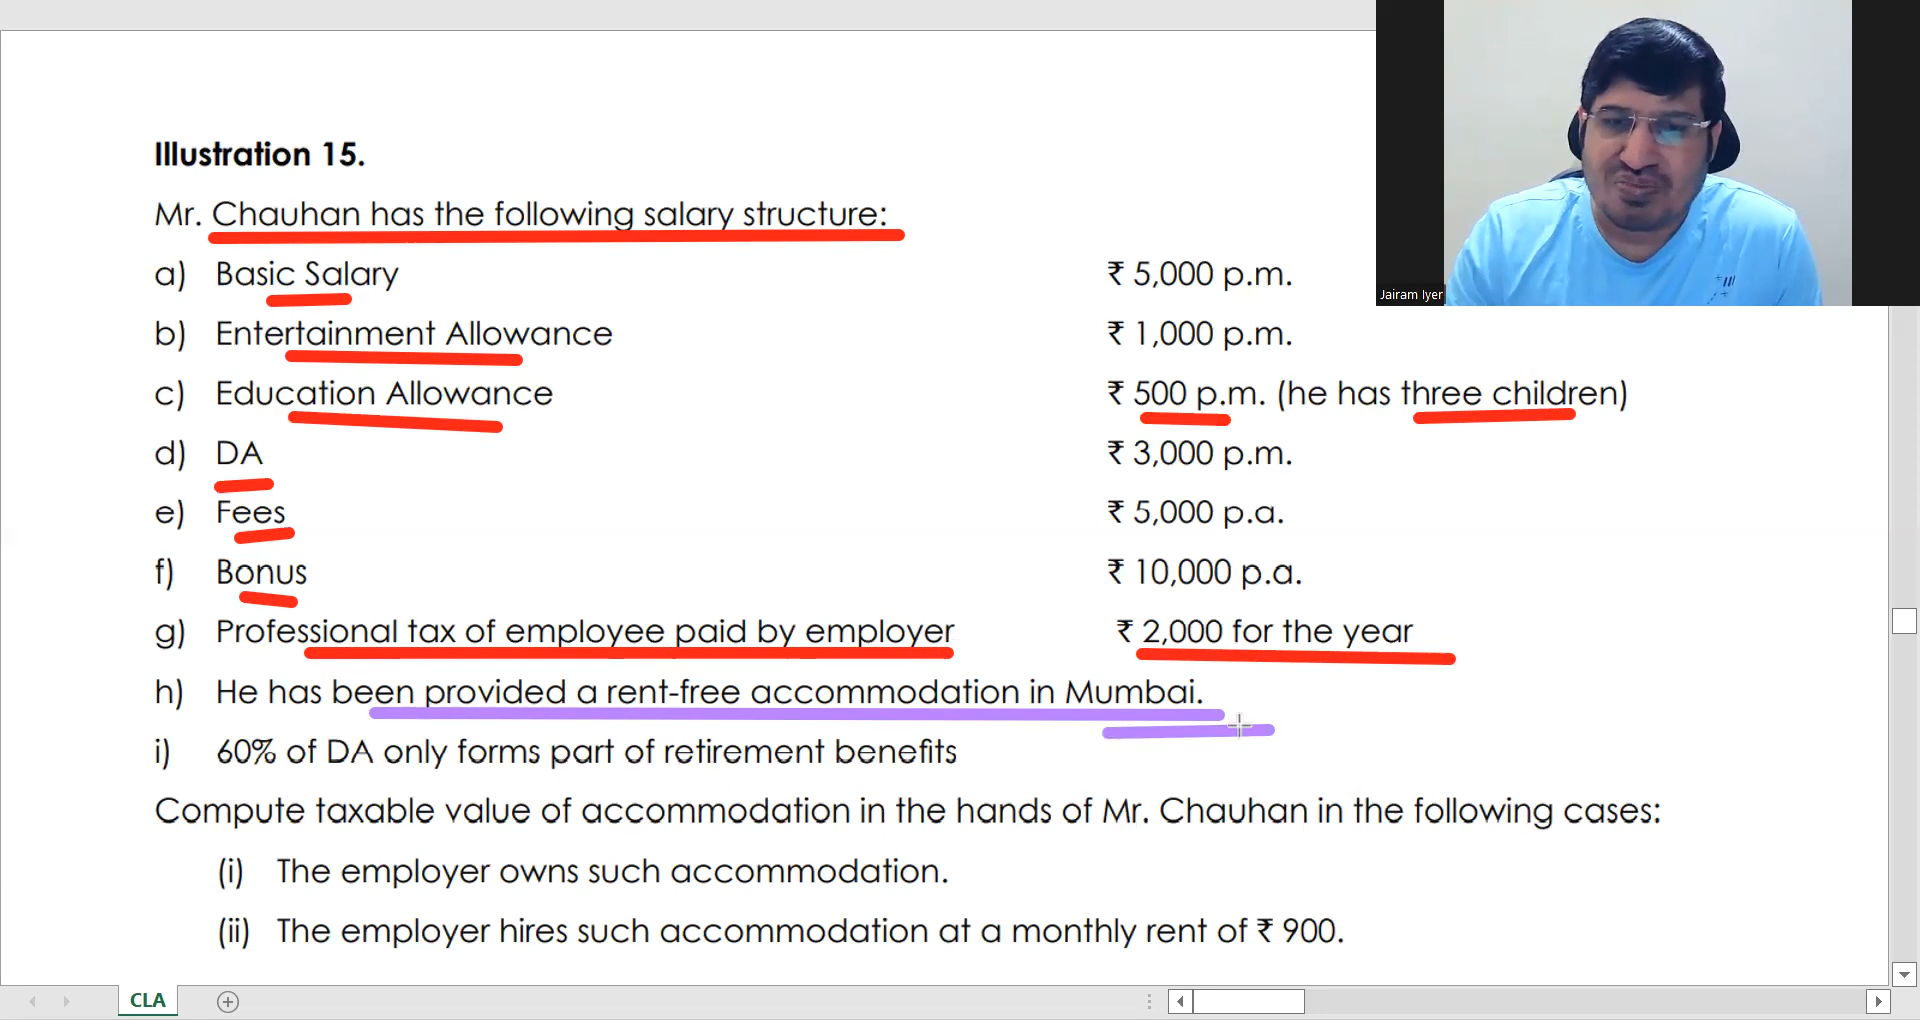 Illustration 15.
Mr. Chauhan has the following salary structure:
a) Basic Salary ₹ 5,000 p.m.
b) Entertainment Allowance ₹ 1,000 p.m.
c) Education Allowance ₹ 500 p.m. (he has three children)
d) DA ₹ 3,000 p.m.
e) Fees ₹ 5,000 p.a.
f) Bonus ₹ 10,000 p.a.
g) Professional tax of employee paid by employer ₹ 2,000 for the year
h) He has been provided a rent-free accommodation in Mumbai.
i) 60% of DA only forms part of retirement benefits
Compute taxable value of accommodation in the hands of Mr. Chauhan in the following cases:
(i) The employer owns such accommodation.
(ii) The employer hires such accommodation at a monthly rent of ₹ 900.
Jairam Iyer
CLA